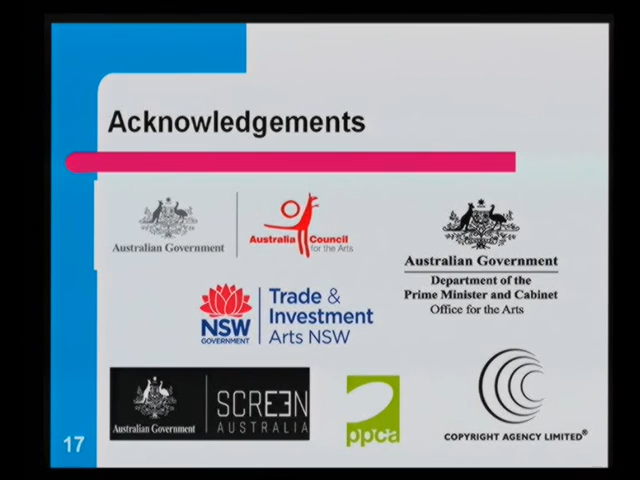 Acknowledgements
Australian Government
Australia Council
for the Arts
Australian Government
Department of the
Prime Minister and Cabinet
Office for the Arts
NSW
GOVERNMENT
Trade &
Investment
Arts NSW
Australian Government
SCREEN
AUSTRALIA
ppca
COPYRIGHT AGENCY LIMITED®
17